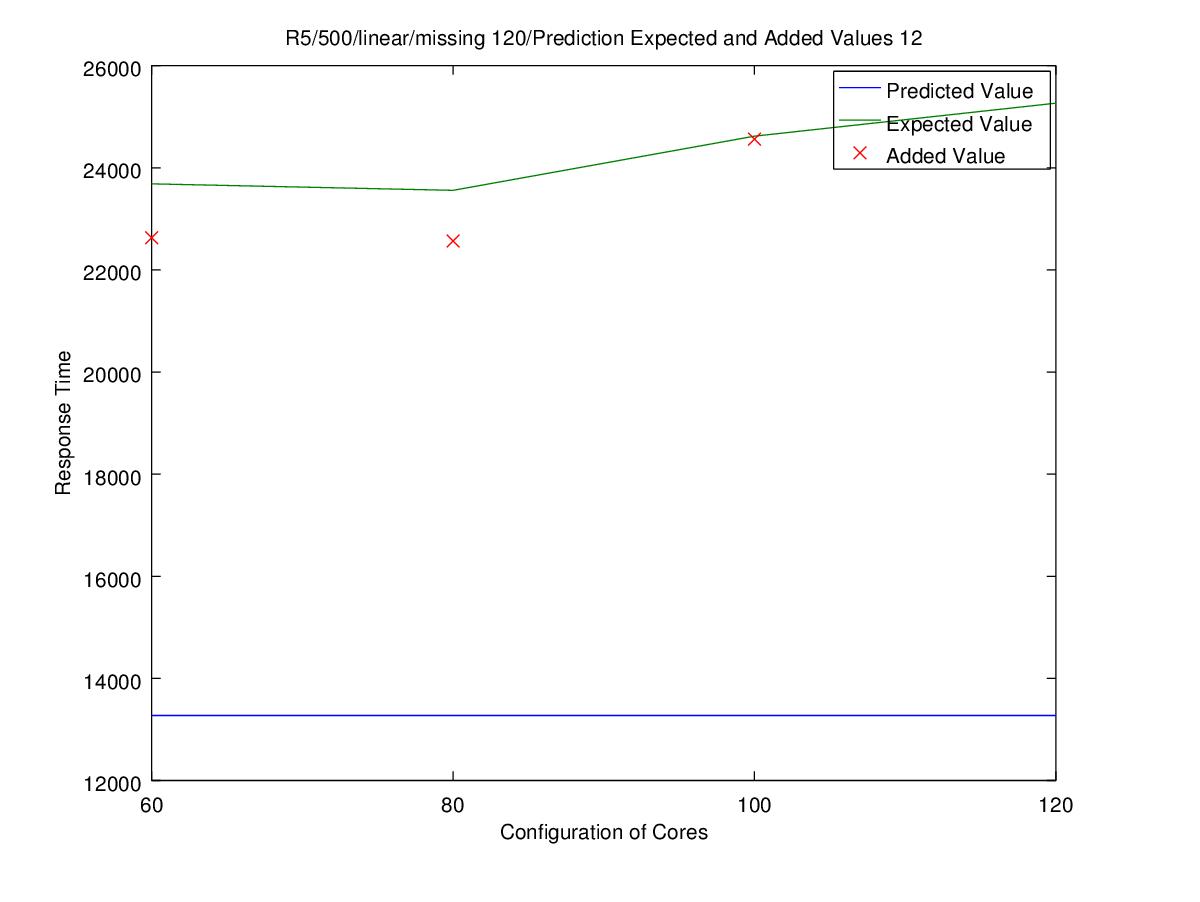 R5/500/linear/missing 120/Prediction Expected and Added Values 12
26000
24000
22000
20000
18000
16000
14000
12000
Response Time
Predicted Value
Expected Value
Added Value
60 80 100 120
Configuration of Cores